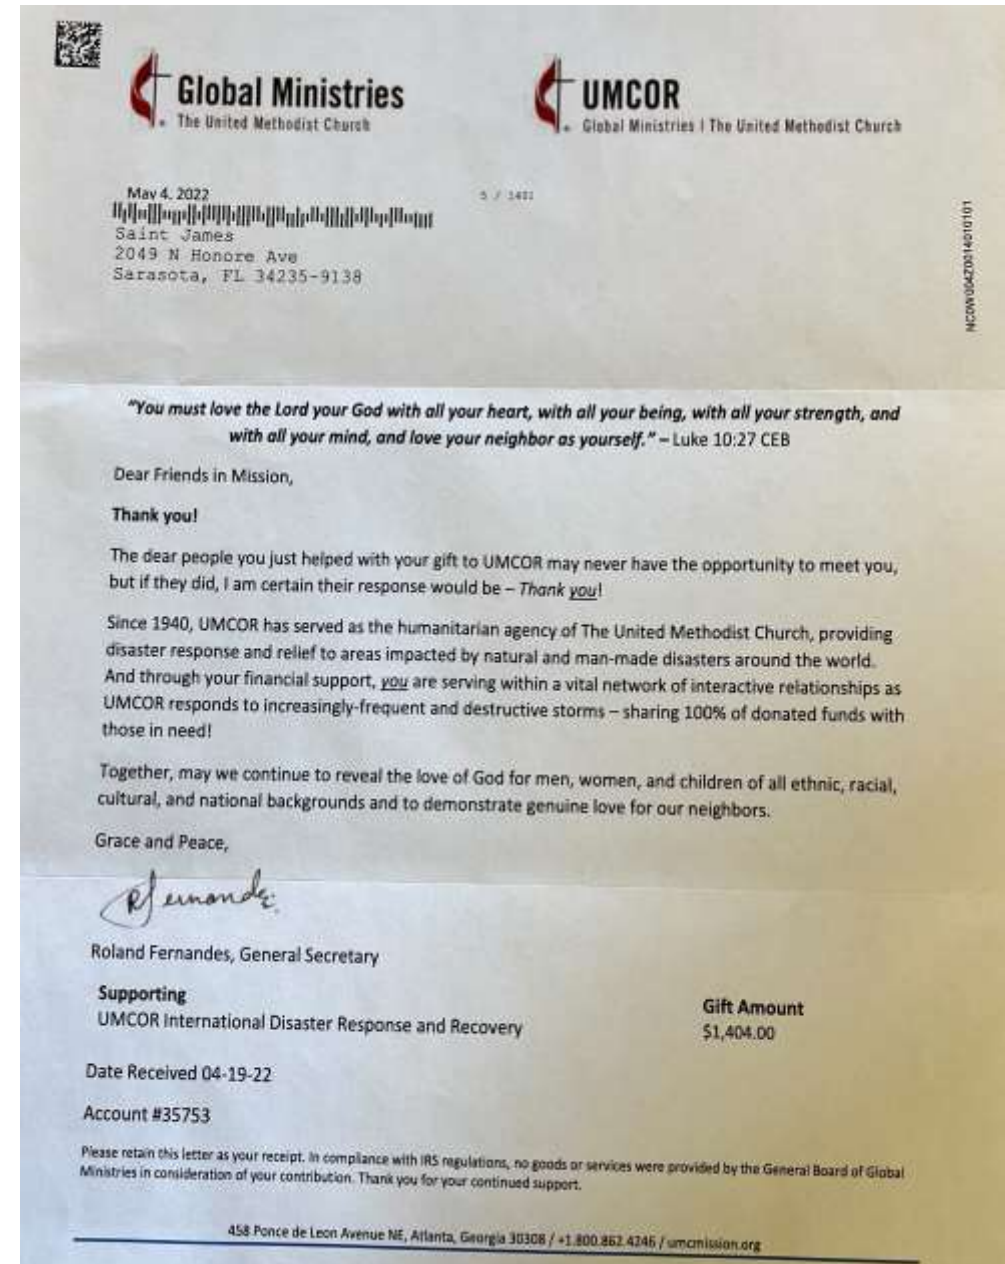 Global Ministries
The United Methodist Church
UMCOR
Global Ministries | The United Methodist Church
May 4, 2022
5 / 1402
Saint James
2049 N Honore Ave
Sarasota, FL 34235-9138
"You must love the Lord your God with all your heart, with all your being, with all your strength, and
with all your mind, and love your neighbor as yourself." – Luke 10:27 CEB
Dear Friends in Mission,
Thank you!
The dear people you just helped with your gift to UMCOR may never have the opportunity to meet you,
but if they did, I am certain their response would be – Thank you!
Since 1940, UMCOR has served as the humanitarian agency of The United Methodist Church, providing
disaster response and relief to areas impacted by natural and man-made disasters around the world.
And through your financial support, you are serving within a vital network of interactive relationships as
UMCOR responds to increasingly-frequent and destructive storms – sharing 100% of donated funds with
those in need!
Together, may we continue to reveal the love of God for men, women, and children of all ethnic, racial,
cultural, and national backgrounds and to demonstrate genuine love for our neighbors.
Grace and Peace,
Roland Fernandes, General Secretary
Supporting
UMCOR International Disaster Response and Recovery
Gift Amount
$1,404.00
Date Received 04-19-22
Account #35753
Please retain this letter as your receipt. In compliance with IRS regulations, no goods or services were provided by the General Board of Global
Ministries in consideration of your contribution. Thank you for your continued support.
458 Ponce de Leon Avenue NE, Atlanta, Georgia 30308 / +1.800.862.4246 / umcmission.org